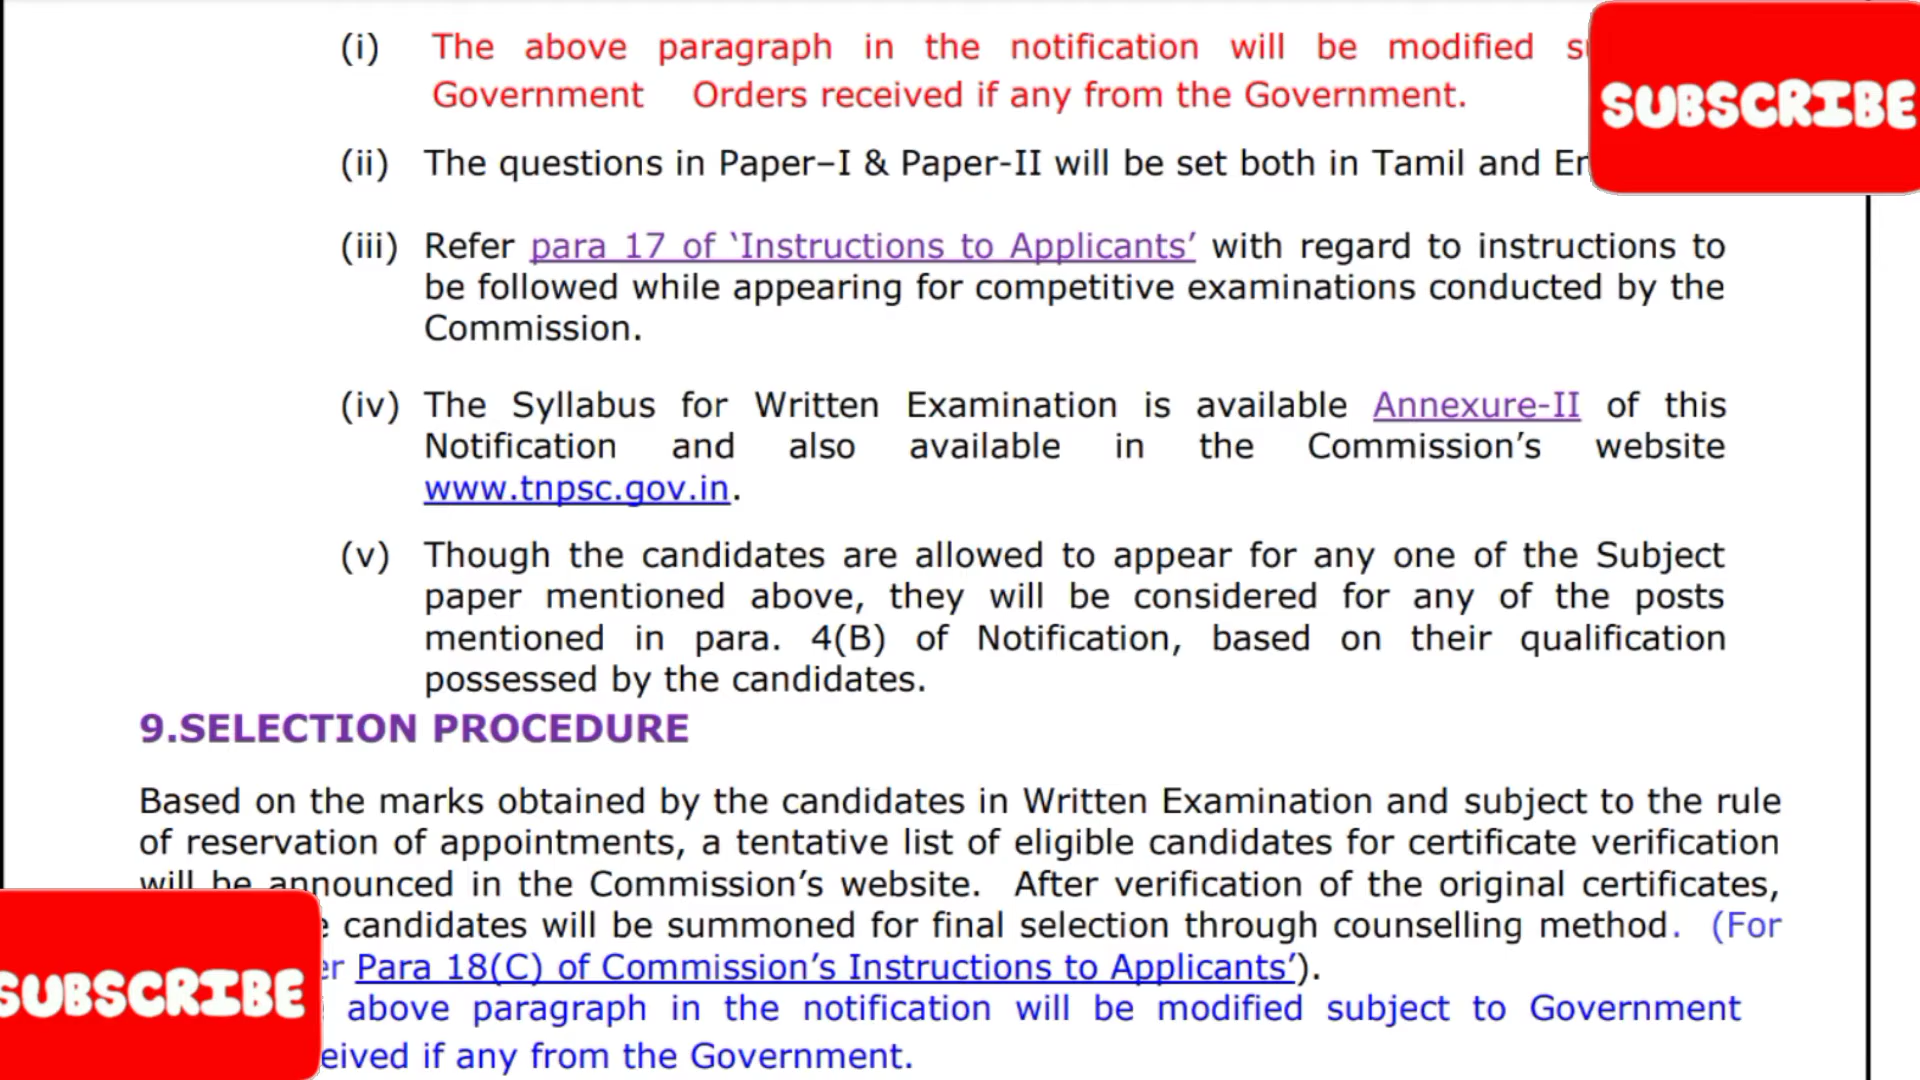 (i) The above paragraph in the notification will be modified
Government Orders received if any from the Government.
SUBSCRIBE
(ii) The questions in Paper–I & Paper-II will be set both in Tamil and
(iii) Refer para 17 of ‘Instructions to Applicants’ with regard to instructions to
be followed while appearing for competitive examinations conducted by the
Commission.
(iv) The Syllabus for Written Examination is available Annexure-II of this
Notification and also available in the Commission’s website
www.tnpsc.gov.in.
(v) Though the candidates are allowed to appear for any one of the Subject
paper mentioned above, they will be considered for any of the posts
mentioned in para. 4(B) of Notification, based on their qualification
possessed by the candidates.
9.SELECTION PROCEDURE
Based on the marks obtained by the candidates in Written Examination and subject to the rule
of reservation of appointments, a tentative list of eligible candidates for certificate verification
will be announced in the Commission’s website. After verification of the original certificates,
candidates will be summoned for final selection through counselling method. (For
Para 18(C) of Commission’s Instructions to Applicants’).
SUBSCRIBE
above paragraph in the notification will be modified subject to Government
if any from the Government.